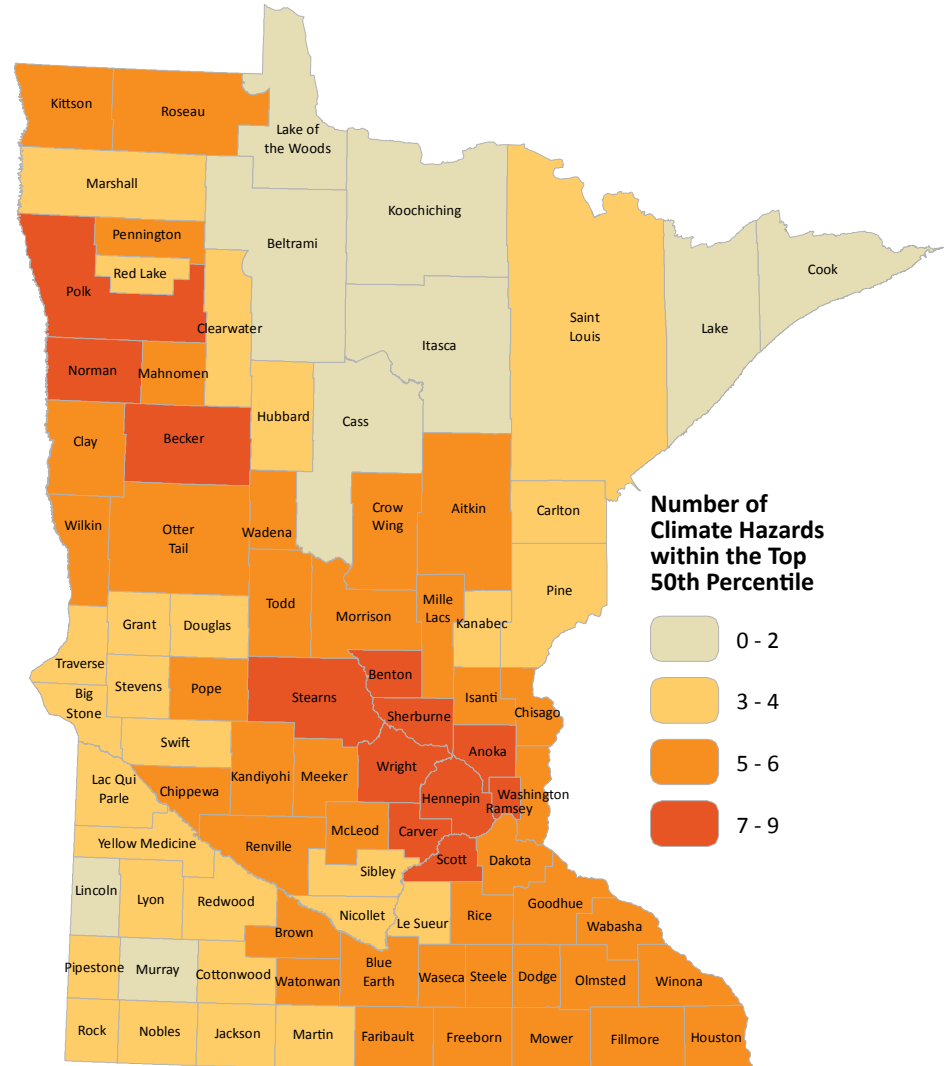 Kittson
Roseau
Lake of
the Woods
Marshall
Koochiching
Pennington
Beltrami
Red Lake
Polk
Cook
Clearwater
Saint
Louis
Lake
Itasca
Norman
Mahnomen
Hubbard
Cass
Clay
Becker
Wilkin
Otter
Tail
Wadena
Crow
Wing
Aitkin
Carlton
Number of
Climate Hazards
within the Top
50th Percentile
0 - 2
3 - 4
5 - 6
7 - 9
Pine
Todd
Morrison
Mille
Lacs
Kanabec
Grant
Douglas
Traverse
Stevens
Pope
Stearns
Benton
Big
Stone
Sherburne
Isanti
Chisago
Swift
Anoka
Wright
Lac Qui
Parle
Chippewa
Kandiyohi
Meeker
Hennepin
Washington
Ramsey
Yellow Medicine
Renville
McLeod
Carver
Scott
Dakota
Sibley
Lincoln
Lyon
Redwood
Nicollet
Le Sueur
Rice
Goodhue
Wabasha
Brown
Pipestone
Murray
Cottonwood
Watonwan
Blue
Earth
Waseca
Steele
Dodge
Olmsted
Winona
Rock
Nobles
Jackson
Martin
Faribault
Freeborn
Mower
Fillmore
Houston